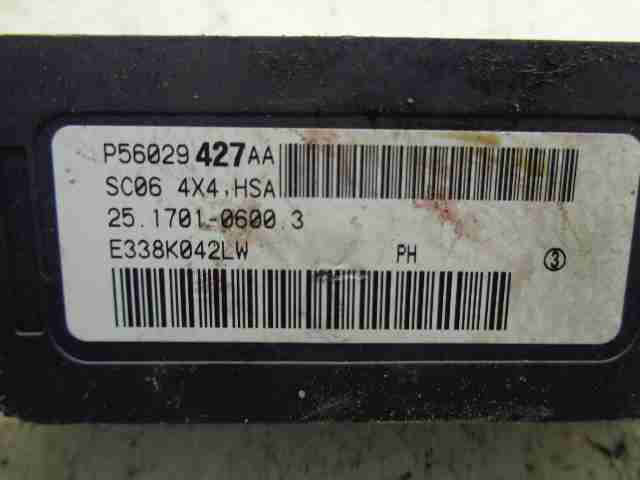 P56029427AA
SC06 4X4,HSA
25.1701-0600.3
E338K042LW PH 3